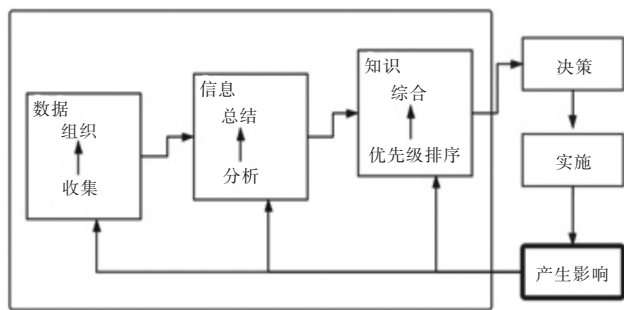 数据
组织
收集
信息
总结
分析
知识
综合
优先级排序
决策
实施
产生影响